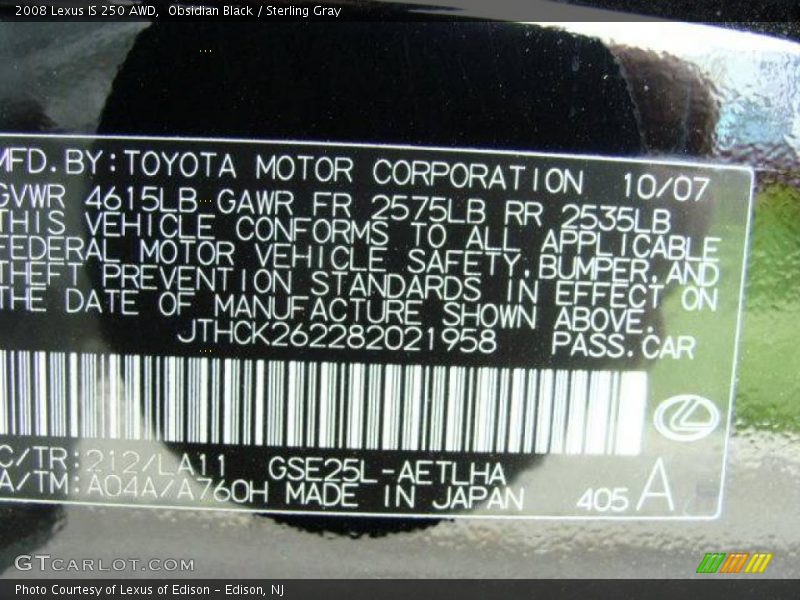 2008 Lexus IS 250 AWD, Obsidian Black / Sterling Gray
MFD. BY: TOYOTA MOTOR CORPORATION 10/07
GVWR 4615LB GAWR FR 2575LB RR 2535LB
THIS VEHICLE CONFORMS TO ALL APPLICABLE
FEDERAL MOTOR VEHICLE SAFETY, BUMPER, AND
THEFT PREVENTION STANDARDS IN EFFECT ON
THE DATE OF MANUFACTURE SHOWN ABOVE.
JTHCK262282021958 PASS. CAR
C/TR: 212/LA11 GSE25L-AETLHA
A/TM: A04A/A760H MADE IN JAPAN 405 A
GTCARLOT.COM
Photo Courtesy of Lexus of Edison - Edison, NJ